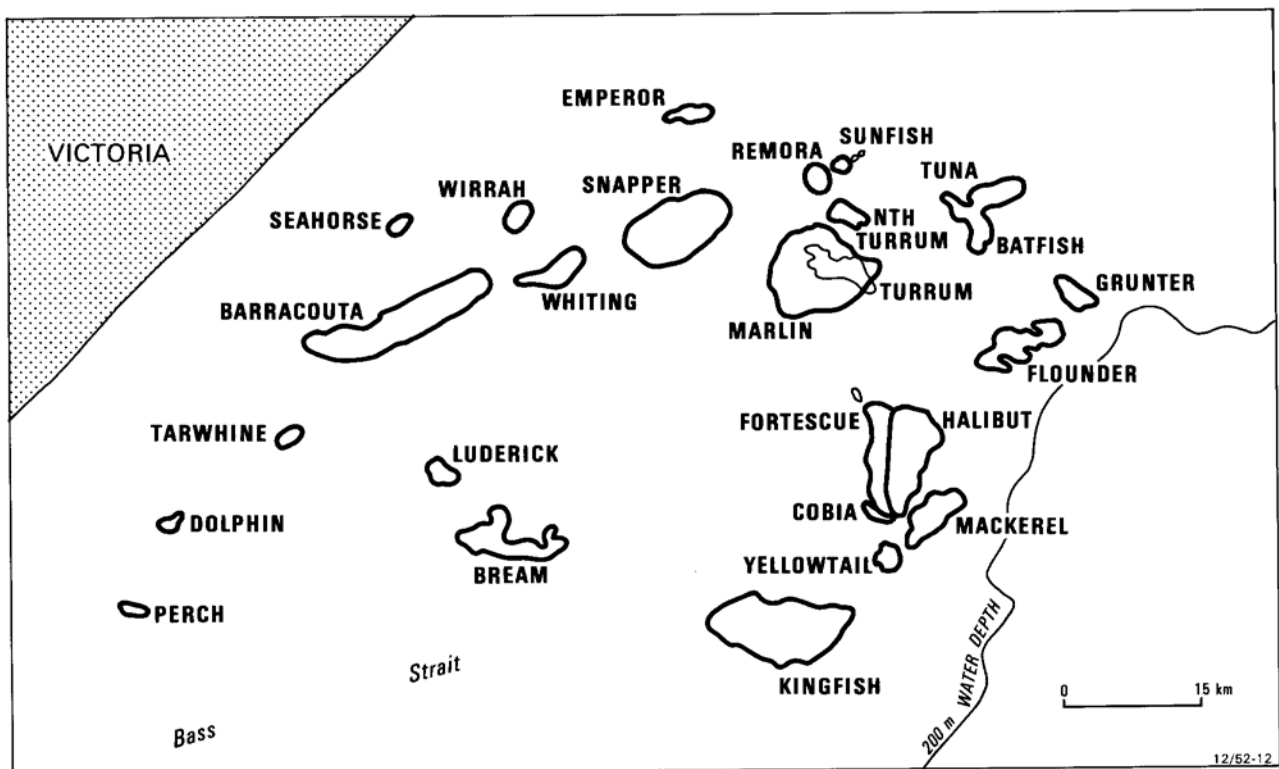 EMPEROR
SUNFISH
REMORA
VICTORIA
TUNA
WIRRAH
SNAPPER
SEAHORSE
NTH
TURRUM
BATFISH
BARRACOUTA
WHITING
TURRUM
GRUNTER
MARLIN
FLOUNDER
FORTESCUE
HALIBUT
TARWHINE
LUDERICK
DOLPHIN
COBIA
MACKEREL
BREAM
YELLOWTAIL
PERCH
Strait
KINGFISH
200 m WATER DEPTH
0 15 km
Bass
12/52-12